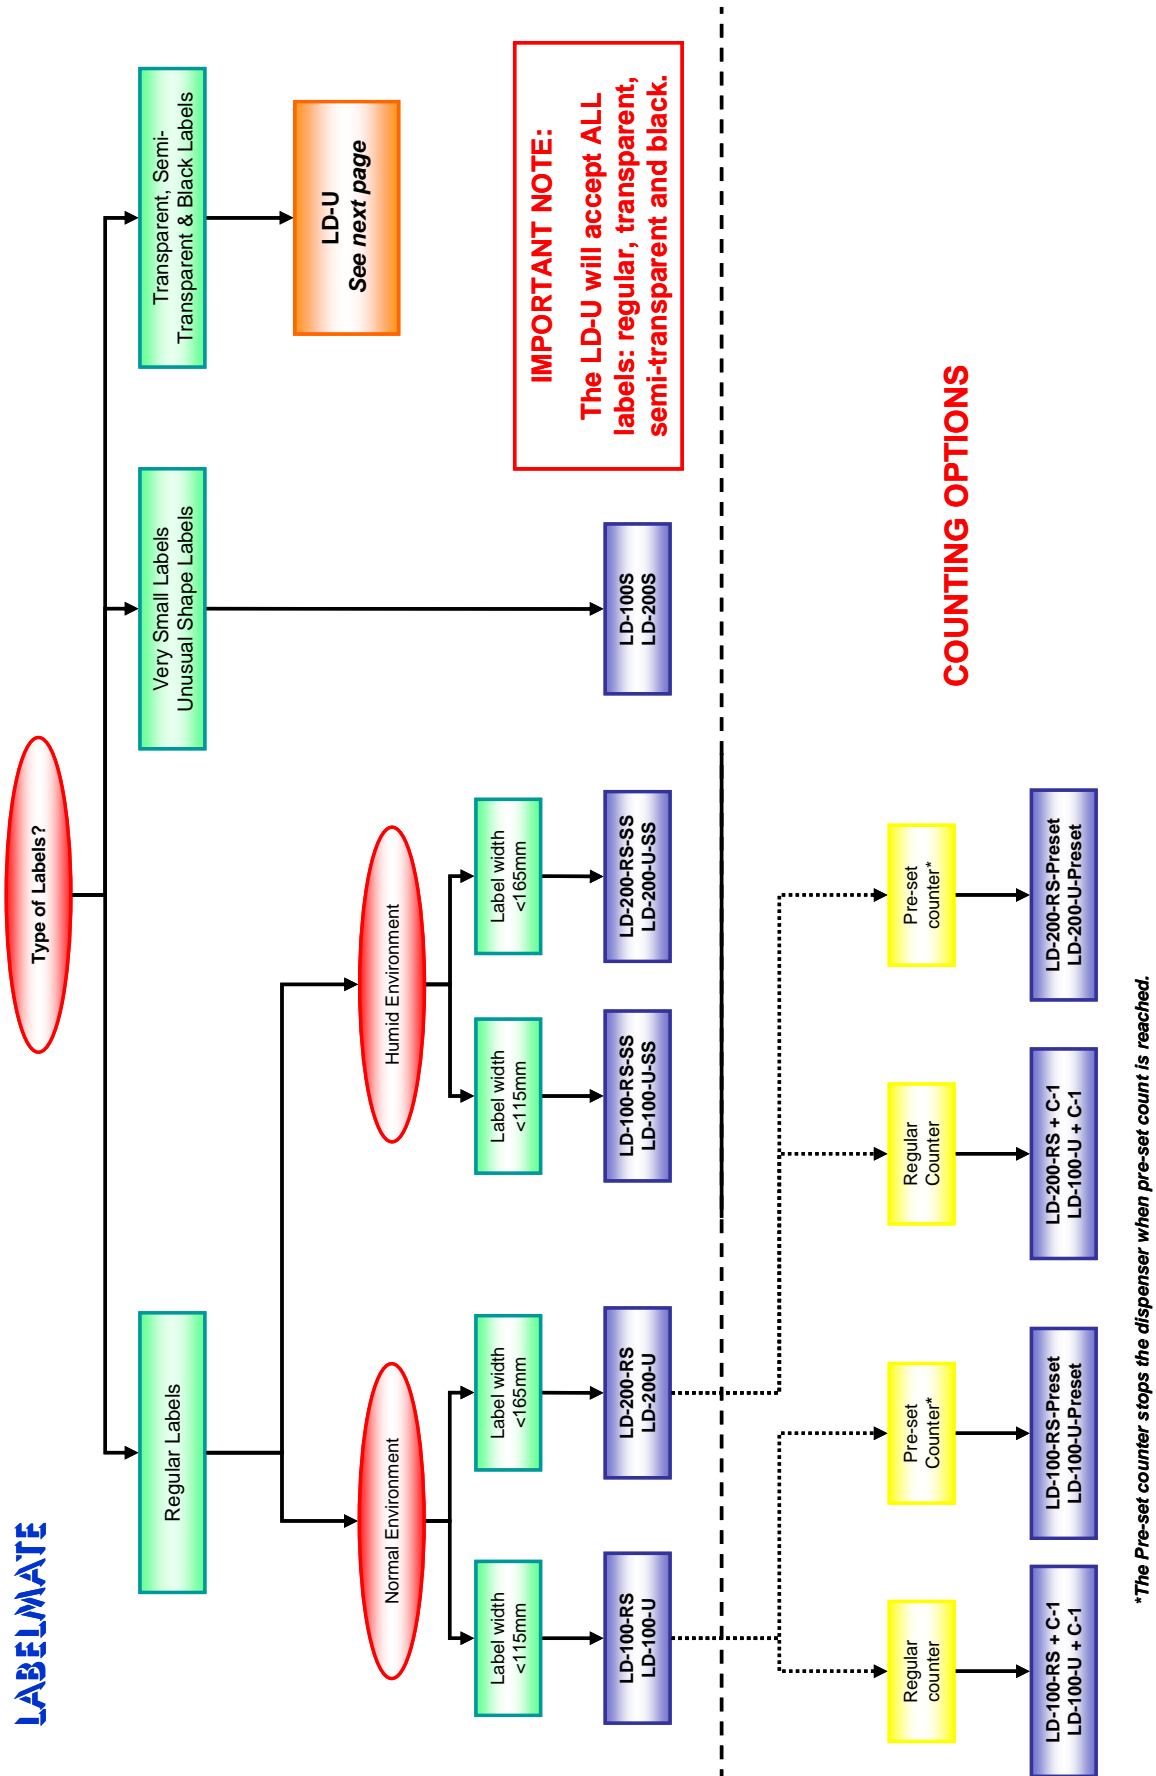 LABELMATE
Type of Labels?
Regular Labels
Very Small Labels
Unusual Shape Labels
Transparent, Semi-
Transparent & Black Labels
LD-U
See next page
Normal Environment
Humid Environment
Label width
<115mm
Label width
<165mm
Label width
<115mm
Label width
<165mm
LD-100-RS
LD-100-U
LD-200-RS
LD-200-U
LD-100-RS-SS
LD-100-U-SS
LD-200-RS-SS
LD-200-U-SS
LD-100S
LD-200S
IMPORTANT NOTE:
The LD-U will accept ALL
labels: regular, transparent,
semi-transparent and black.
Regular
counter
Pre-set
Counter*
Regular
Counter
Pre-set
counter*
COUNTING OPTIONS
LD-100-RS + C-1
LD-100-U + C-1
LD-100-RS-Preset
LD-100-U-Preset
LD-200-RS + C-1
LD-100-U + C-1
LD-200-RS-Preset
LD-200-U-Preset
*The Pre-set counter stops the dispenser when pre-set count is reached.